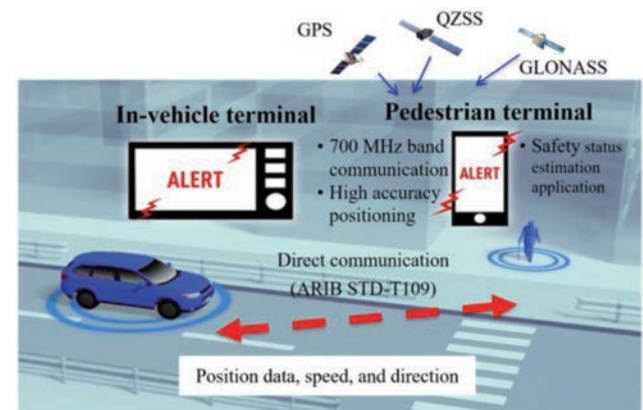 GPS
QZSS
GLONASS
In-vehicle terminal
Pedestrian terminal
ALERT
• 700 MHz band
communication
• High accuracy
positioning
ALERT
• Safety status
estimation
application
Direct communication
(ARIB STD-T109)
Position data, speed, and direction